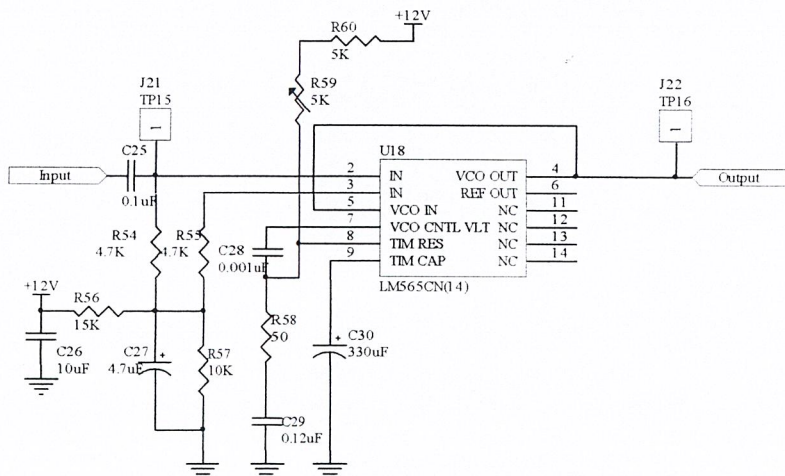 +12V
R60
5K
R59
5K
J21
TP15
1
J22
TP16
1
C25
0.1uF
Input
U18
2 IN VCO OUT 4
3 IN REF OUT 6
5 VCO IN NC 11
7 VCO CNTL VLT NC 12
8 TIM RES NC 13
9 TIM CAP NC 14
LM565CN(14)
Output
R54
4.7K
R55
4.7K
C28
0.001uF
+12V
R56
15K
C26
10uF
C27
4.7uF
+
R57
10K
R58
50
C29
0.12uF
C30
+
330uF